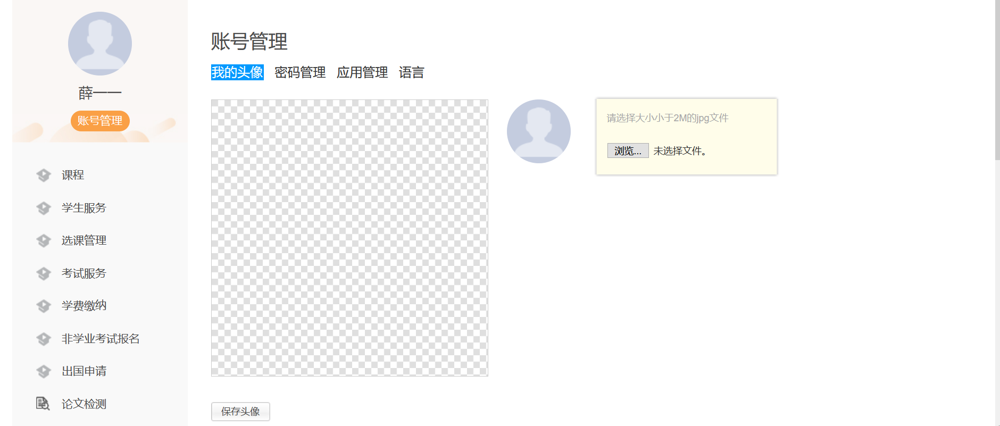 薛一一
账号管理
课程
学生服务
选课管理
考试服务
学费缴纳
非学业考试报名
出国申请
论文检测
账号管理
我的头像 密码管理 应用管理 语言
请选择大小小于2M的jpg文件
浏览... 未选择文件。
保存头像